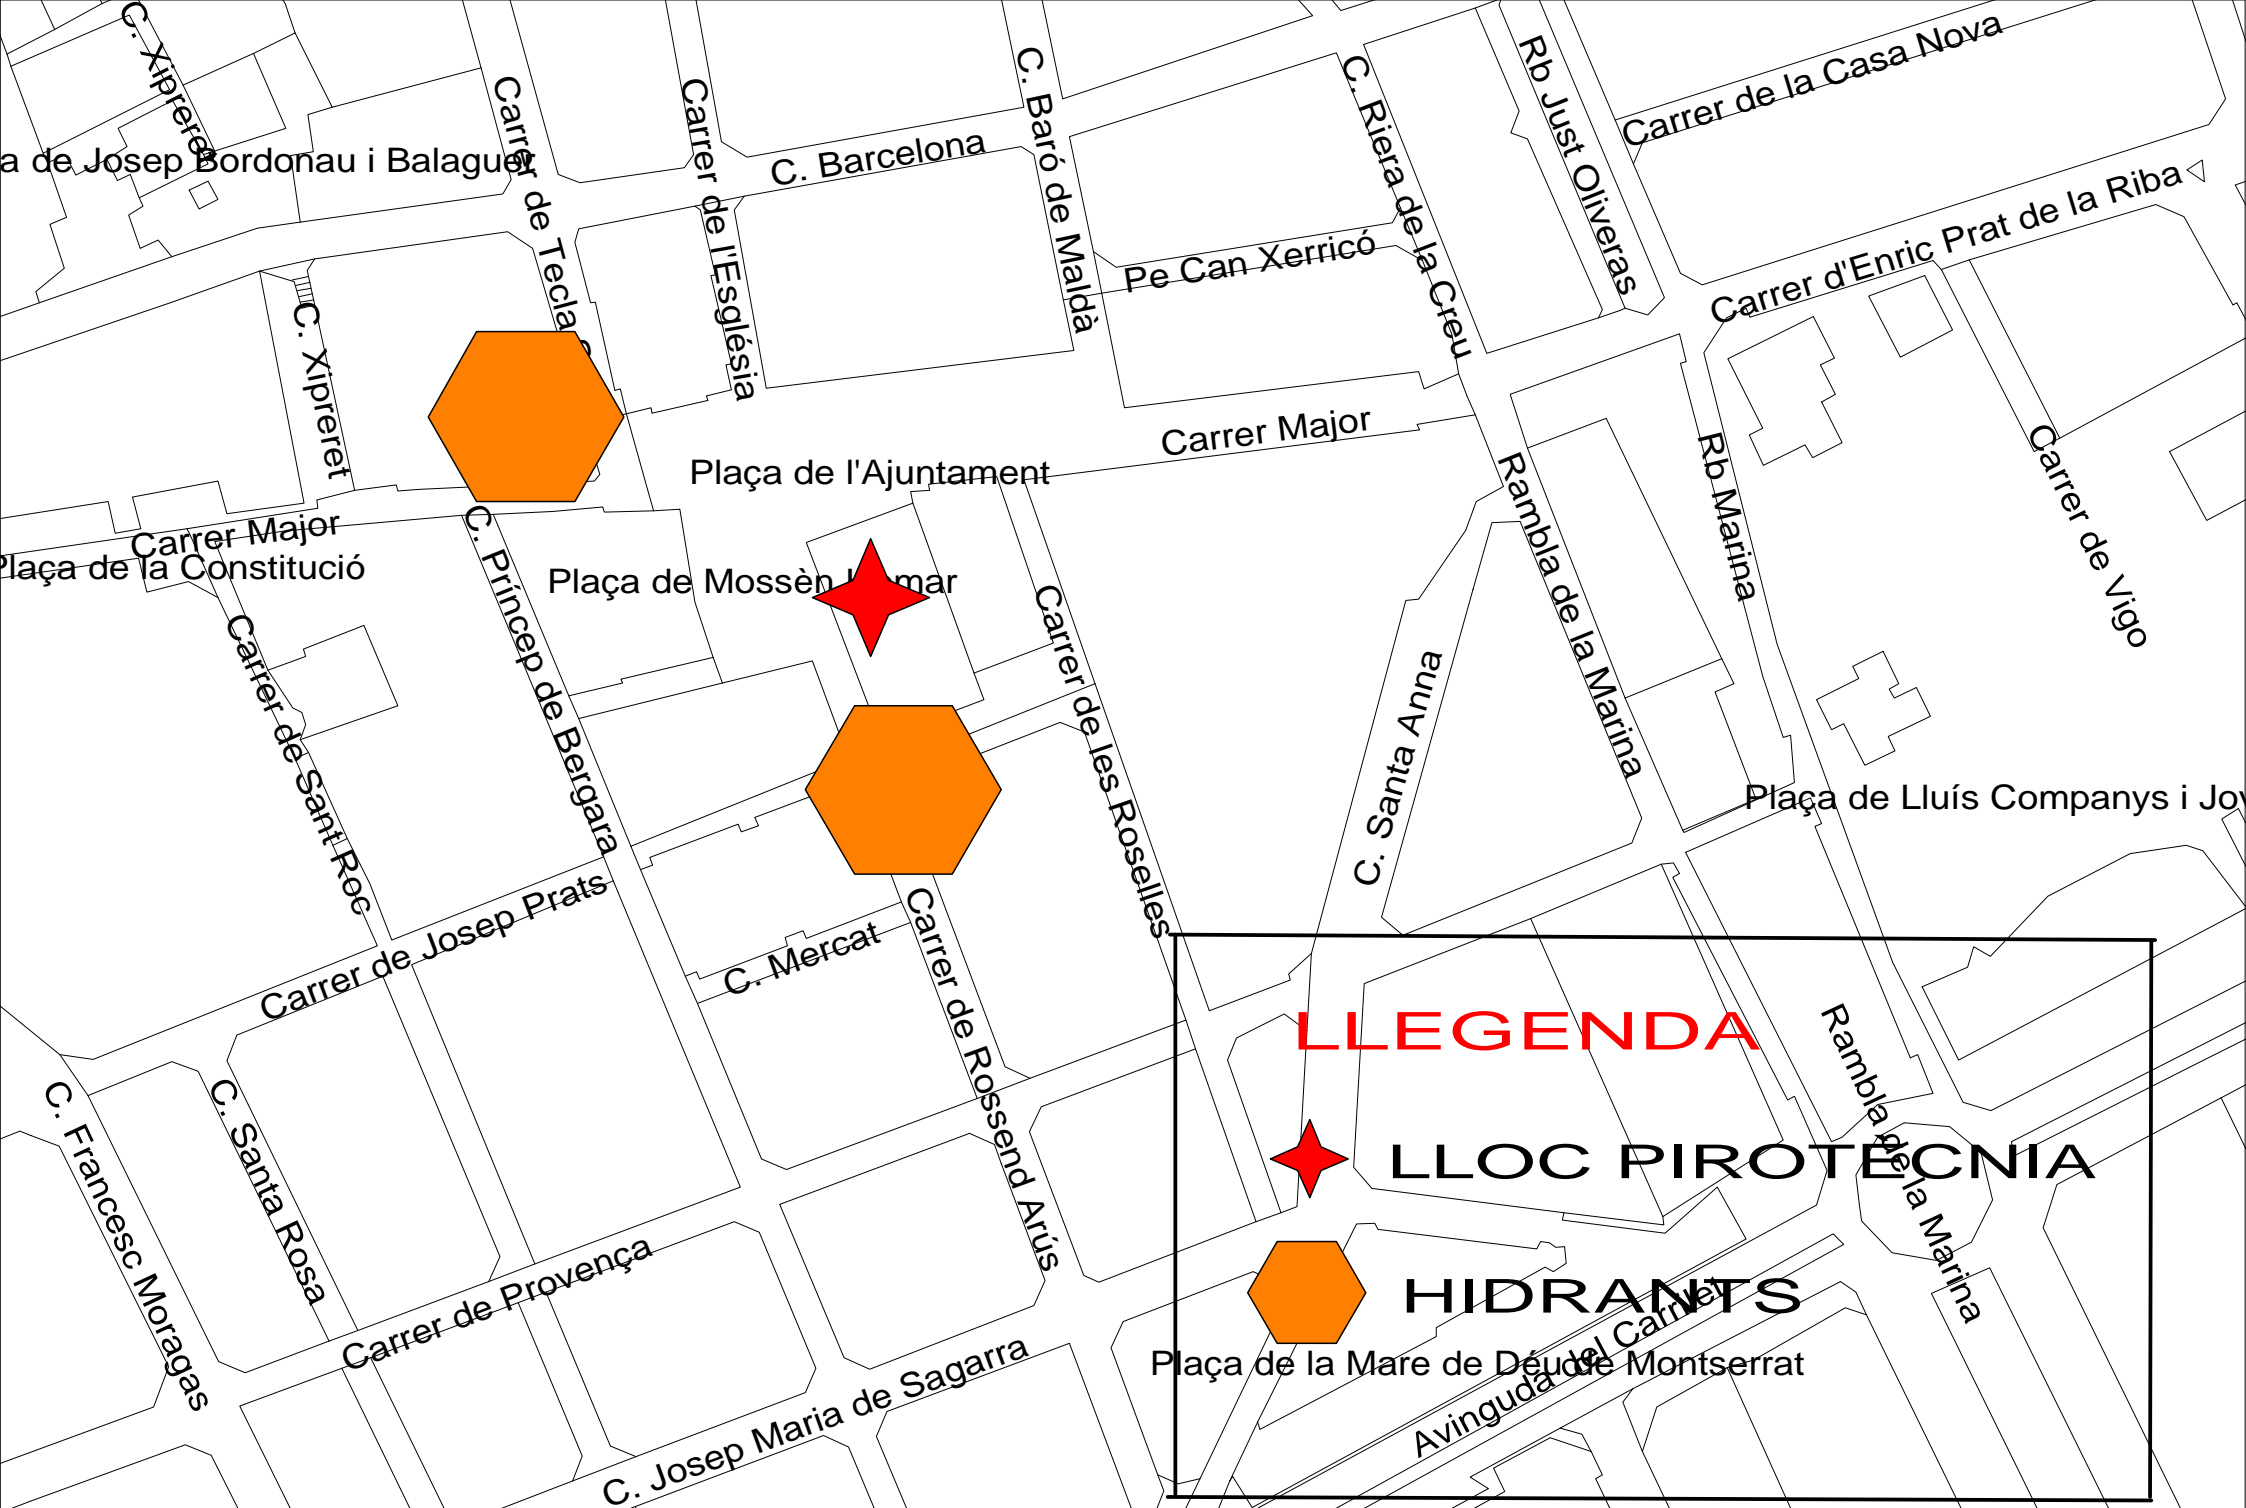 C. Xipreret
Carrer de la Casa Nova
Rb Just Oliveras
C. Baró de Maldà
C. Riera de la Creu
Carrer de Tecla
Carrer de l'Església
C. Barcelona
a de Josep Bordonau i Balaguer
Carrer d'Enric Prat de la Riba
Pe Can Xerricó
C. Xipreret
Carrer Major
Plaça de l'Ajuntament
Rambla de la Marina
Rb Marina
Carrer de Vigo
Carrer Major
Plaça de la Constitució
C. Príncep de Bergara
Plaça de Mossèn
Carrer de les Roselles
Carrer de Sant Roc
C. Santa Anna
Plaça de Lluís Companys i Jov
Carrer de Josep Prats
C. Mercat
Carrer de Rossend Arús
LLEGENDA
Rambla de la Marina
C. Francesc Moragas
C. Santa Rosa
LLOC PIROTECNIA
Carrer de Provença
HIDRANTS
Plaça de la Mare de Déu de Montserrat
Avinguda del Carrilet
C. Josep Maria de Sagarra